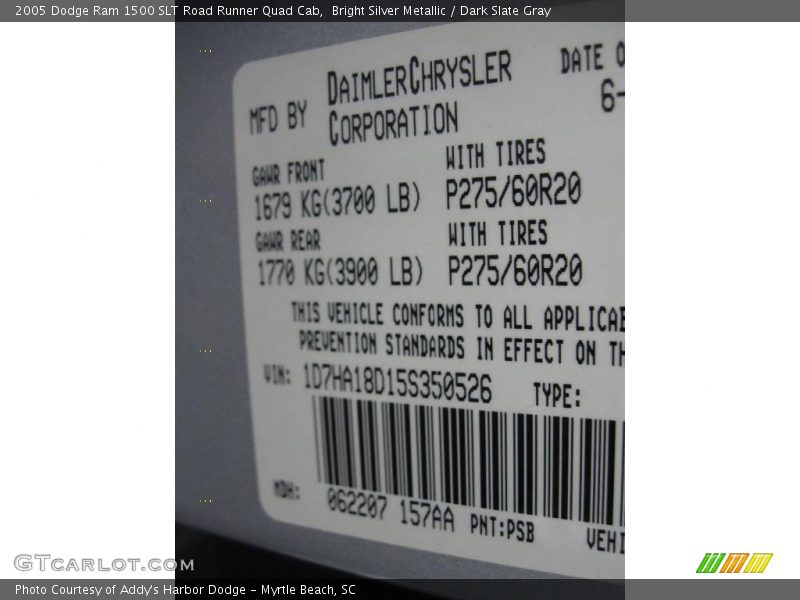 2005 Dodge Ram 1500 SLT Road Runner Quad Cab, Bright Silver Metallic / Dark Slate Gray
MFD BY DAIMLERCHRYSLER CORPORATION DATE O
6-
GAWR FRONT WITH TIRES
1679 KG(3700 LB) P275/60R20
GAWR REAR WITH TIRES
1770 KG(3900 LB) P275/60R20
THIS VEHICLE CONFORMS TO ALL APPLICAB
PREVENTION STANDARDS IN EFFECT ON TH
VIN: 1D7HA18D15S350526 TYPE:
MDH: 062207 157AA PNT:PSB VEHI
GTCARLOT.COM
Photo Courtesy of Addy's Harbor Dodge - Myrtle Beach, SC